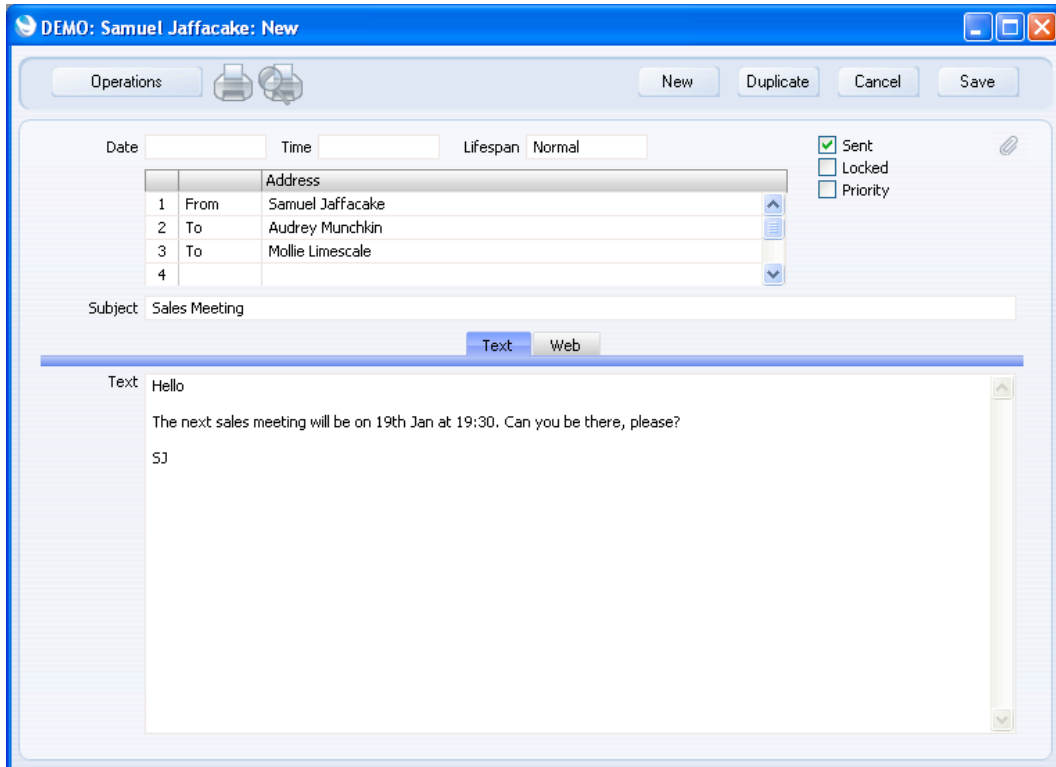 DEMO: Samuel Jaffacake: New
Operations New Duplicate Cancel Save
Date Time Lifespan Normal Sent
Locked
Priority
Address
1 From Samuel Jaffacake
2 To Audrey Munchkin
3 To Mollie Limescale
4
Subject Sales Meeting
Text Web
Text Hello
The next sales meeting will be on 19th Jan at 19:30. Can you be there, please?
SJ